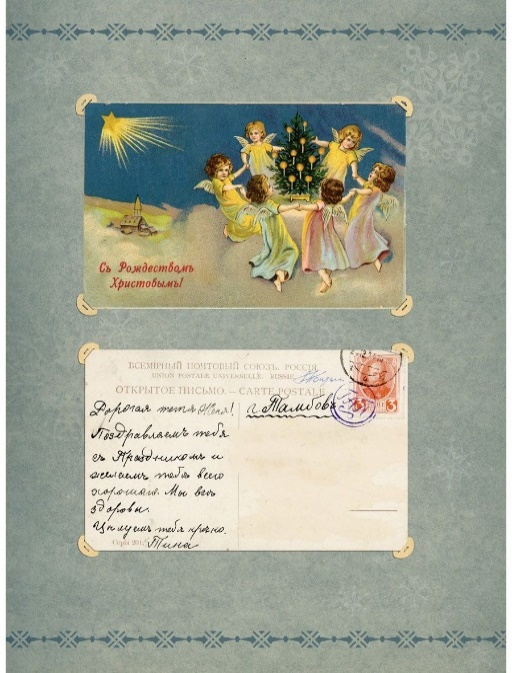 Съ Рождествомъ
Христовымъ!
ВСЕМІРНЫЙ ПОЧТОВЫЙ СОЮЗЪ. РОССІЯ
UNION POSTALE UNIVERSELLE. RUSSIE
ОТКРЫТОЕ ПИСЬМО. — CARTE POSTALE
г. Тамбовъ
3
Дорогая тетя Женя!
Поздравляемъ тебя
съ Праздникомъ и
желаемъ тебѣ всего
хорошаго. Мы всѣ
здоровы.
Цѣлуемъ тебя крѣпко.
Тина
Серія